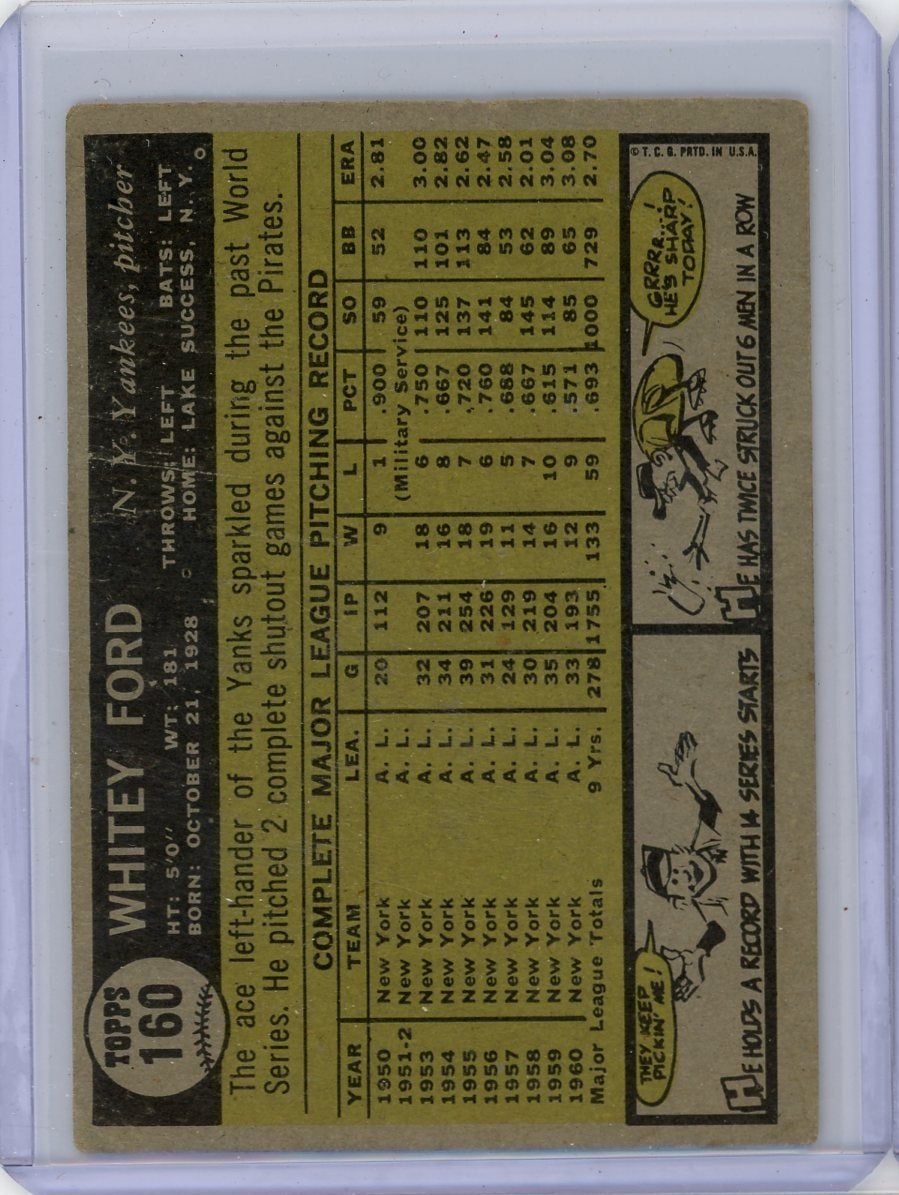 TOPPS
160
WHITEY FORD N. Y. Yankees, pitcher
HT: 5'0" WT: 181 THROWS: LEFT BATS: LEFT
BORN: OCTOBER 21, 1928 HOME: LAKE SUCCESS, N. Y.
The ace left-hander of the Yanks sparkled during the past World
Series. He pitched 2 complete shutout games against the Pirates.
COMPLETE MAJOR LEAGUE PITCHING RECORD
YEAR TEAM LEA. G IP W L PCT SO BB ERA
1950 New York A. L. 20 112 9 1 .900 59 52 2.81
1951-2 New York A. L. (Military Service)
1953 New York A. L. 32 207 18 6 .750 110 110 3.00
1954 New York A. L. 34 211 16 8 .667 125 101 2.82
1955 New York A. L. 39 254 18 7 .720 137 113 2.62
1956 New York A. L. 31 226 19 6 .760 141 84 2.47
1957 New York A. L. 24 129 11 5 .688 84 53 2.58
1958 New York A. L. 30 219 14 7 .667 145 62 2.01
1959 New York A. L. 35 204 16 10 .615 114 89 3.04
1960 New York A. L. 33 193 12 9 .571 85 65 3.08
Major League Totals 9 Yrs. 278 1755 133 59 .693 1000 729 2.70
THEY KEEP
PICKIN' ME!
HE HOLDS A RECORD WITH 14 SERIES STARTS
© T. C. G. PRTD. IN U.S.A.
GRRR...!
HE'S SHARP
TODAY!
HE HAS TWICE STRUCK OUT 6 MEN IN A ROW